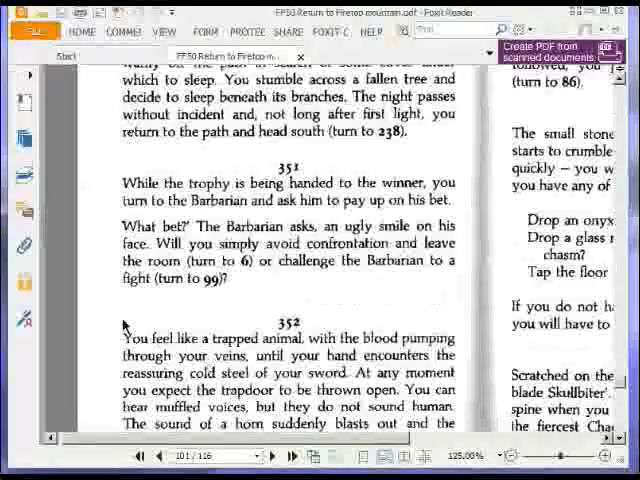 FF50 Return to Firetop mountain.pdf - Foxit Reader
FILE HOME COMMEN VIEW FORM PROTEC SHARE FOXIT C HELP
Start FF50 Return to Firetop mo...
Create PDF from
scanned documents
which to sleep. You stumble across a fallen tree and
decide to sleep beneath its branches. The night passes
without incident and, not long after first light, you
return to the path and head south (turn to 238).
351
While the trophy is being handed to the winner, you
turn to the Barbarian and ask him to pay up on his bet.
'What bet?' The Barbarian asks, an ugly smile on his
face. Will you simply avoid confrontation and leave
the room (turn to 6) or challenge the Barbarian to a
fight (turn to 99)?
352
You feel like a trapped animal, with the blood pumping
through your veins, until your hand encounters the
reassuring cold steel of your sword. At any moment
you expect the trapdoor to be thrown open. You can
hear muffled voices, but they do not sound human.
The sound of a horn suddenly blasts out and the
(turn to 86).
The small stone
starts to crumble
quickly – you w
you have any of
Drop an onyx
Drop a glass
chasm?
Tap the floor
If you do not ha
you will have to
Scratched on the
blade Skullbiter'.
spine when you
the fiercest Cha
101 / 116
125.00%